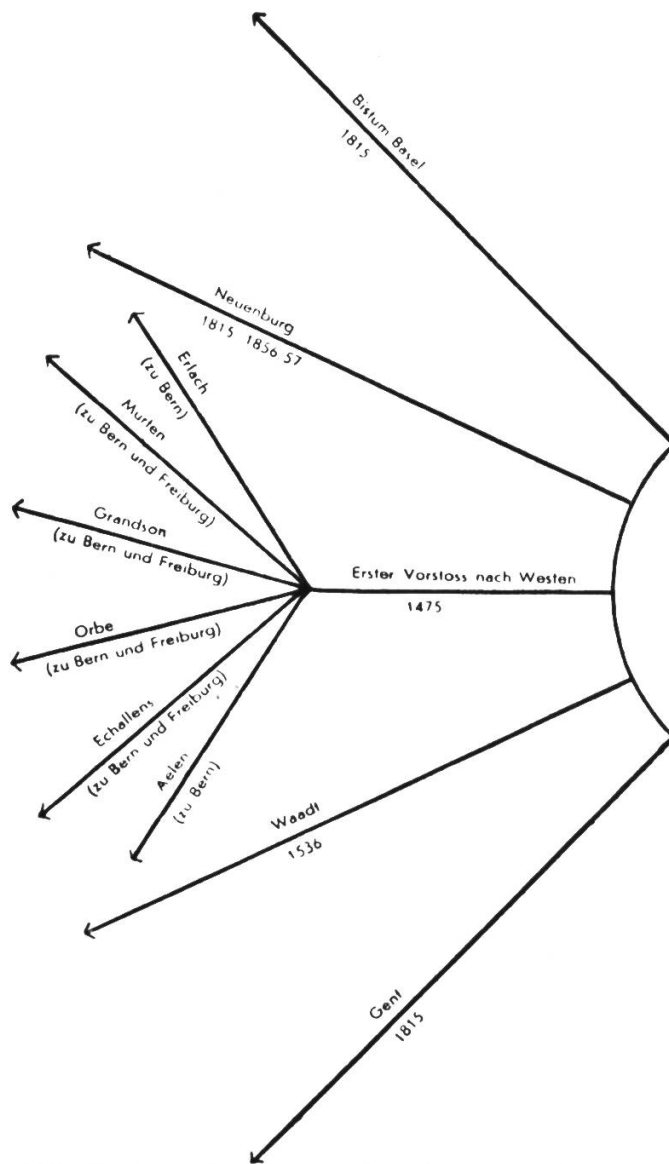 Bistum Basel
1815
Neuenburg
1815 1856 57
Erlach
(zu Bern)
Murten
(zu Bern und Freiburg)
Grandson
(zu Bern und Freiburg)
Erster Vorstoss nach Westen
1475
Orbe
(zu Bern und Freiburg)
Echallens
(zu Bern und Freiburg)
Aelen
(zu Bern)
Waadt
1536
Genf
1815